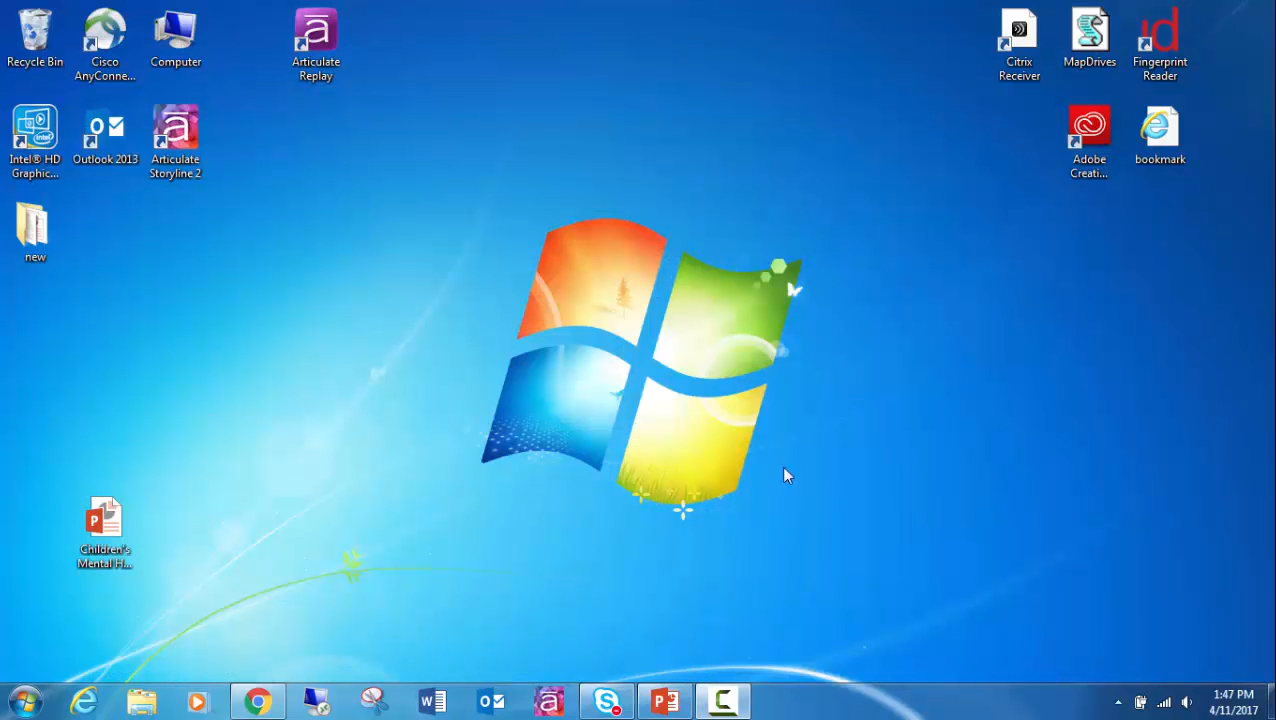 Recycle Bin
Cisco
AnyConne...
Computer
Articulate
Replay
Citrix
Receiver
MapDrives
Fingerprint
Reader
Intel® HD
Graphic...
Outlook 2013
Articulate
Storyline 2
Adobe
Creati...
bookmark
new
Children's
Mental H...
1:47 PM
4/11/2017